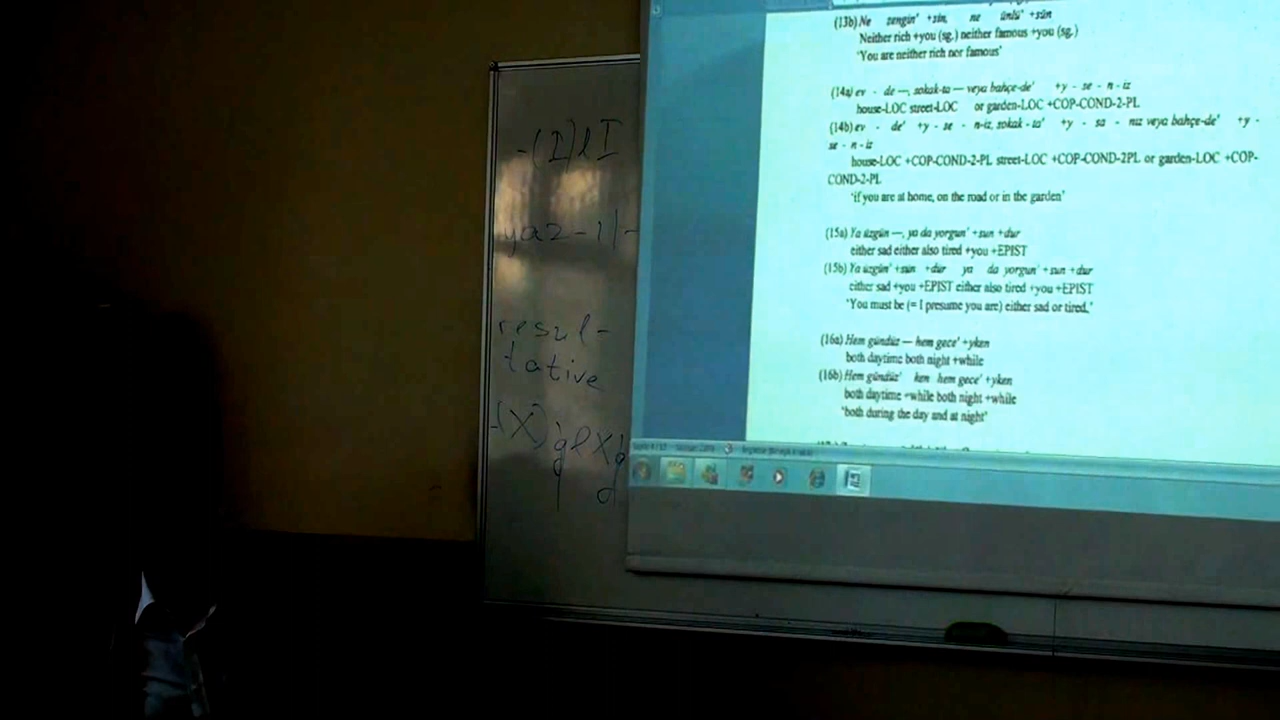 (13b) Ne zengin' +sin, ne ünlü' +sün
Neither rich +you (sg.) neither famous +you (sg.)
'You are neither rich nor famous'
(14a) ev - de —, sokak-ta — veya bahçe-de' +y - se - n - iz
house-LOC street-LOC or garden-LOC +COP-COND-2-PL
(14b) ev - de' +y - se - n-iz, sokak - ta' +y - sa - nız veya bahçe-de' +y -
se - n - iz
house-LOC +COP-COND-2-PL street-LOC +COP-COND-2PL or garden-LOC +COP-
COND-2-PL
'if you are at home, on the road or in the garden'
(15a) Ya üzgün —, ya da yorgun' +sun +dur
either sad either also tired +you +EPIST
(15b) Ya üzgün' +sün +dür ya da yorgun' +sun +dur
either sad +you +EPIST either also tired +you +EPIST
'You must be (= I presume you are) either sad or tired.'
(16a) Hem gündüz — hem gece' +yken
both daytime both night +while
(16b) Hem gündüz' ken hem gece' +yken
both daytime +while both night +while
'both during the day and at night'
-(I)lI
yaz-ıl-
resul-
tative
-(X)